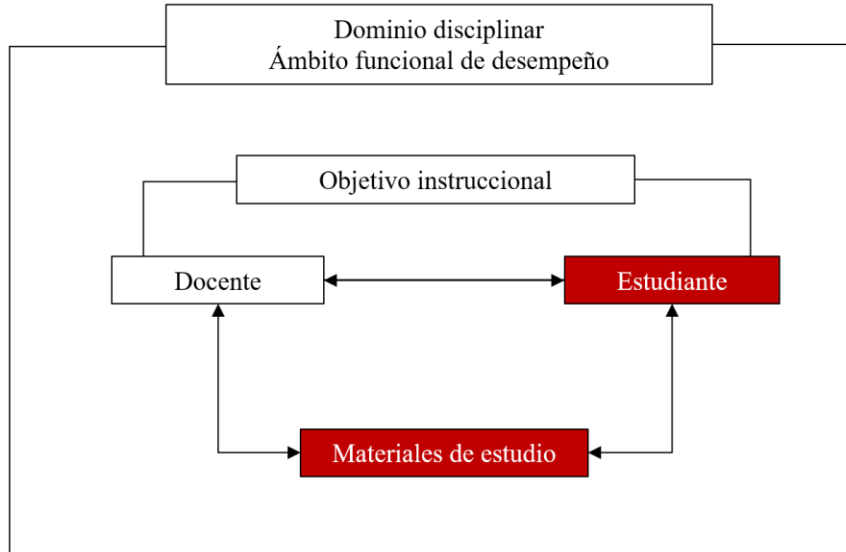 Dominio disciplinar
Ámbito funcional de desempeño
Objetivo instruccional
Docente
Estudiante
Materiales de estudio